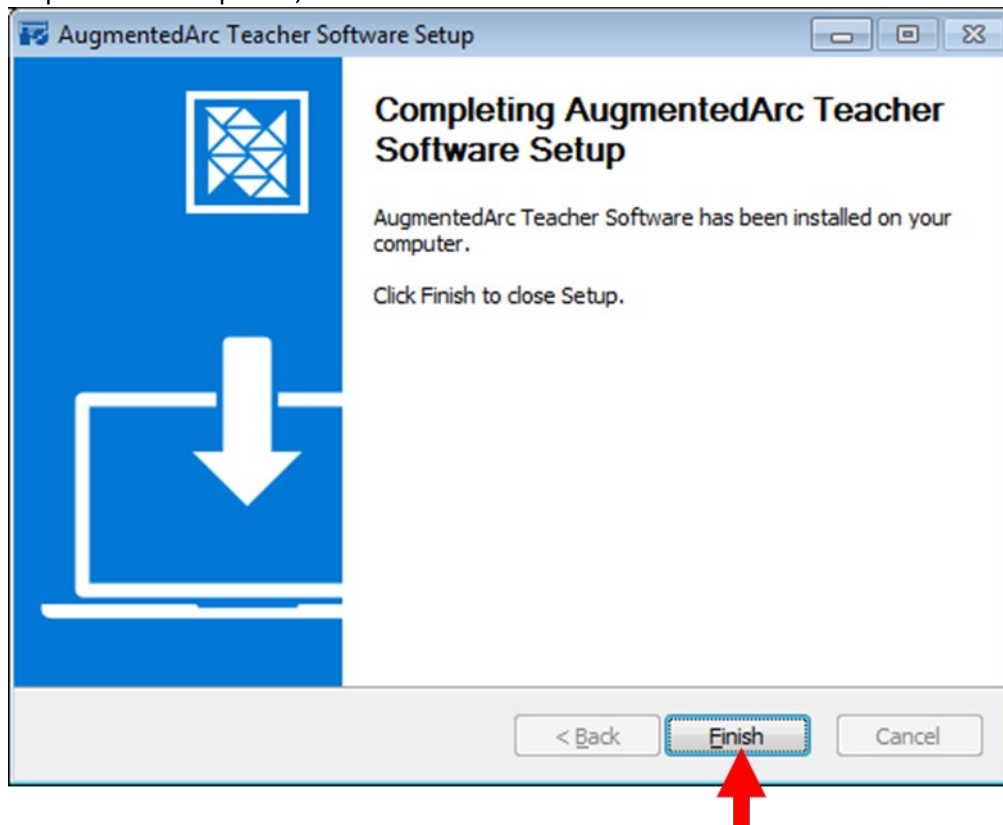 AugmentedArc Teacher Software Setup
Completing AugmentedArc Teacher
Software Setup
AugmentedArc Teacher Software has been installed on your
computer.
Click Finish to close Setup.
< Back Finish Cancel